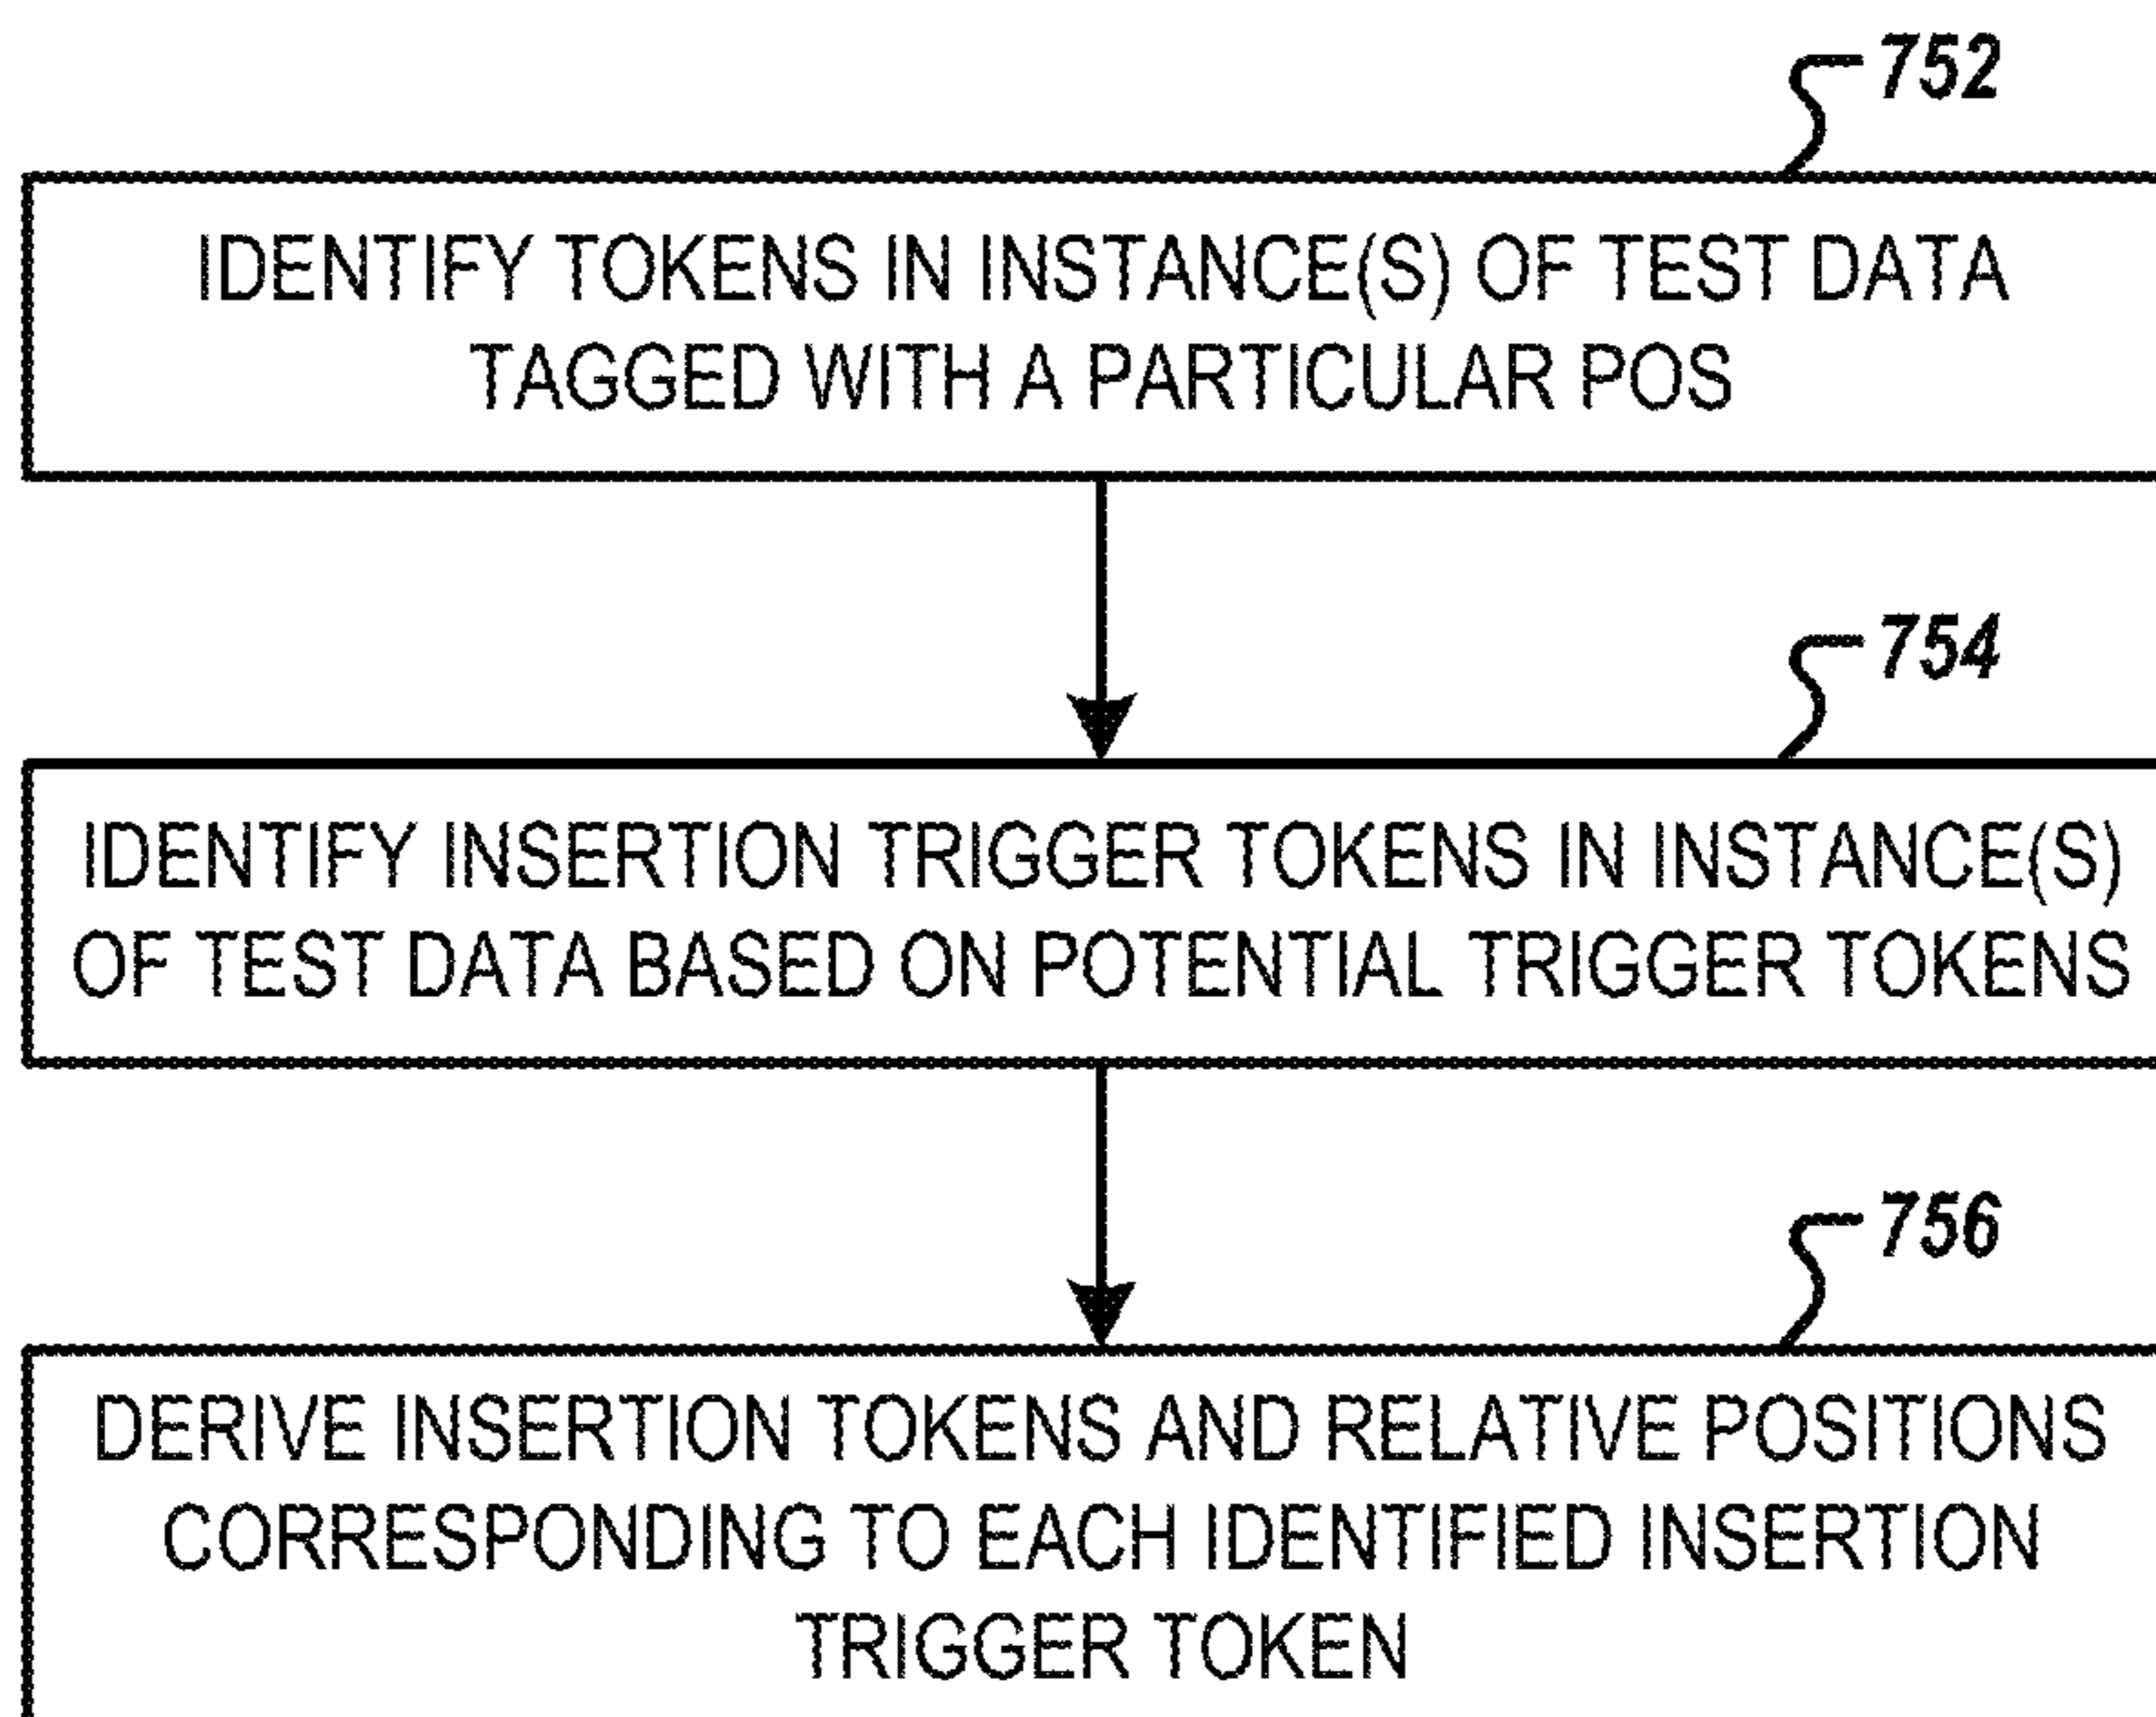 752
IDENTIFY TOKENS IN INSTANCE(S) OF TEST DATA
TAGGED WITH A PARTICULAR POS
754
IDENTIFY INSERTION TRIGGER TOKENS IN INSTANCE(S)
OF TEST DATA BASED ON POTENTIAL TRIGGER TOKENS
756
DERIVE INSERTION TOKENS AND RELATIVE POSITIONS
CORRESPONDING TO EACH IDENTIFIED INSERTION
TRIGGER TOKEN